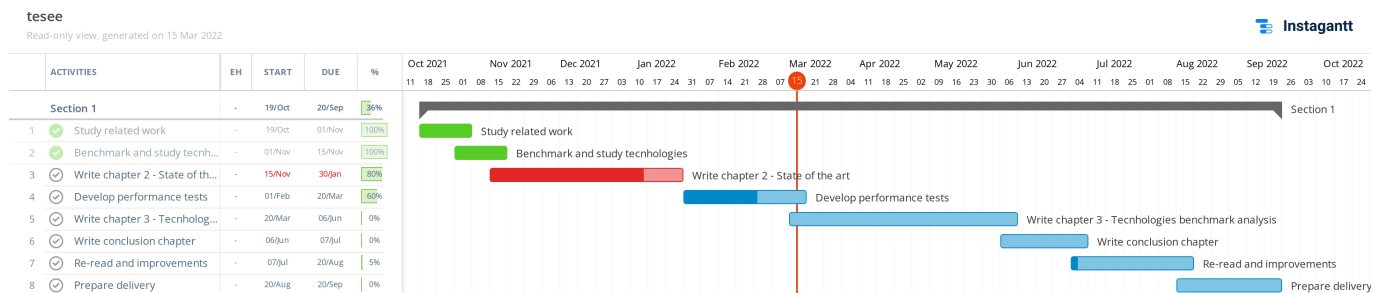 tesee
Read-only view, generated on 15 Mar 2022
Instagantt
ACTIVITIES EH START DUE %
Oct 2021 Nov 2021 Dec 2021 Jan 2022 Feb 2022 Mar 2022 Apr 2022 May 2022 Jun 2022 Jul 2022 Aug 2022 Sep 2022 Oct 2022
11 18 25 01 08 15 22 29 06 13 20 27 03 10 17 24 31 07 14 21 28 07 15 21 28 04 11 18 25 02 09 16 23 30 06 13 20 27 04 11 18 25 01 08 15 22 29 05 12 19 26 03 10 17 24
Section 1 - 19/Oct 20/Sep 36% Section 1
1 Study related work - 19/Oct 01/Nov 100% Study related work
2 Benchmark and study tecnh... - 01/Nov 15/Nov 100% Benchmark and study tecnhologies
3 Write chapter 2 - State of th... - 15/Nov 30/Jan 80% Write chapter 2 - State of the art
4 Develop performance tests - 01/Feb 20/Mar 60% Develop performance tests
5 Write chapter 3 - Tecnholog... - 20/Mar 06/Jun 0% Write chapter 3 - Tecnhologies benchmark analysis
6 Write conclusion chapter - 06/Jun 07/Jul 0% Write conclusion chapter
7 Re-read and improvements - 07/Jul 20/Aug 5% Re-read and improvements
8 Prepare delivery - 20/Aug 20/Sep 0% Prepare delivery